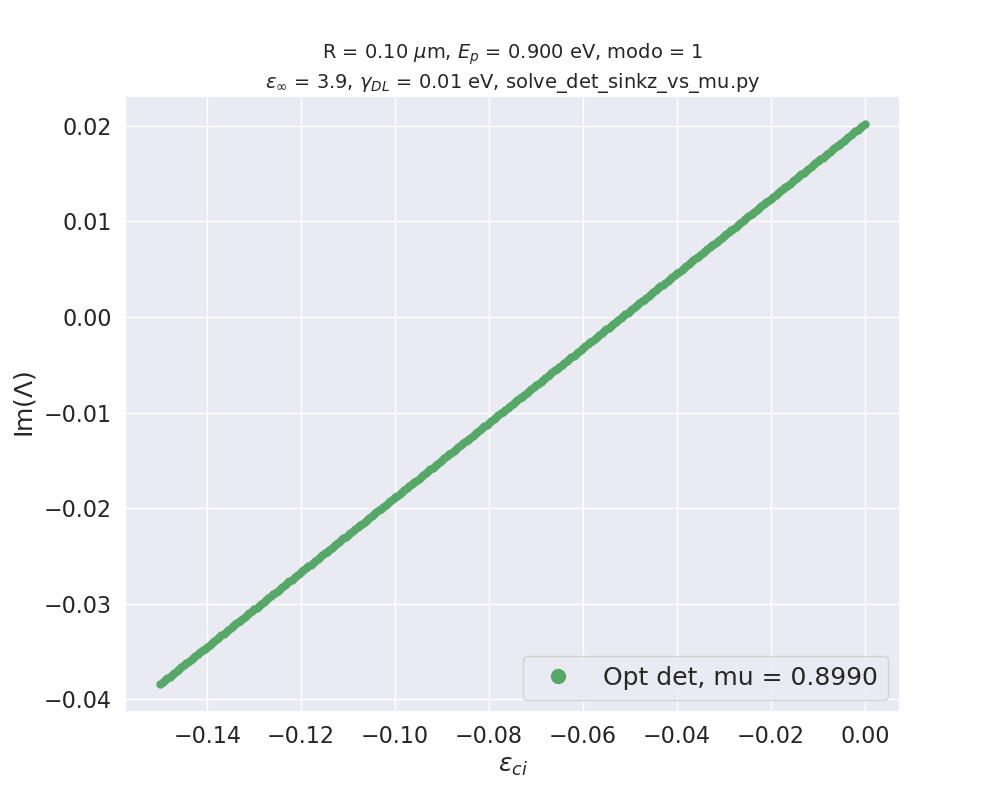 R = 0.10 μm, E_p = 0.900 eV, modo = 1
ε_∞ = 3.9, γ_DL = 0.01 eV, solve_det_sinkz_vs_mu.py
Im(Λ)
0.02
0.01
0.00
−0.01
−0.02
−0.03
−0.04
Opt det, mu = 0.8990
−0.14 −0.12 −0.10 −0.08 −0.06 −0.04 −0.02 0.00
ε_ci